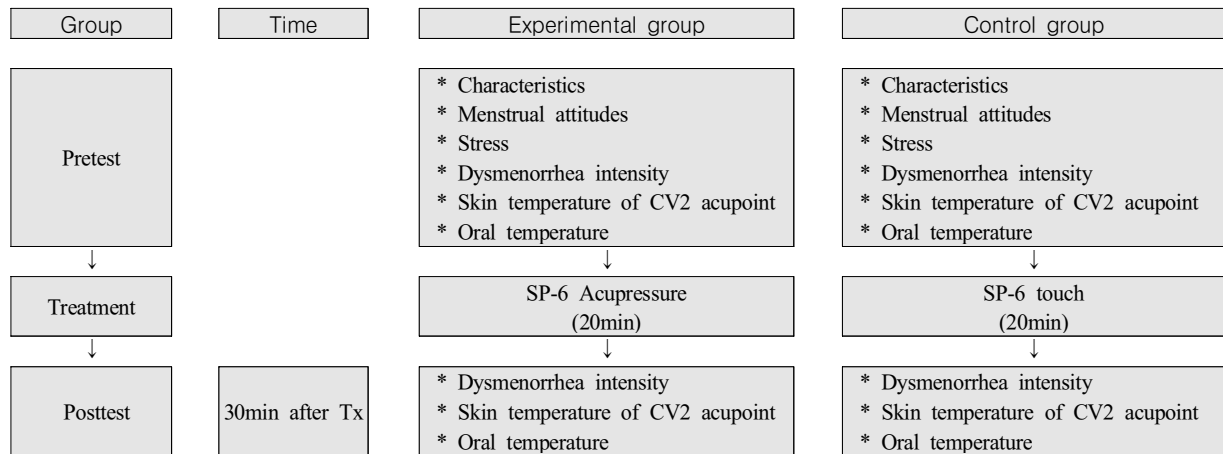 Group
Time
Experimental group
Control group
Pretest
* Characteristics
* Menstrual attitudes
* Stress
* Dysmenorrhea intensity
* Skin temperature of CV2 acupoint
* Oral temperature
* Characteristics
* Menstrual attitudes
* Stress
* Dysmenorrhea intensity
* Skin temperature of CV2 acupoint
* Oral temperature
↓
↓
↓
Treatment
SP-6 Acupressure
(20min)
SP-6 touch
(20min)
↓
↓
↓
Posttest
30min after Tx
* Dysmenorrhea intensity
* Skin temperature of CV2 acupoint
* Oral temperature
* Dysmenorrhea intensity
* Skin temperature of CV2 acupoint
* Oral temperature